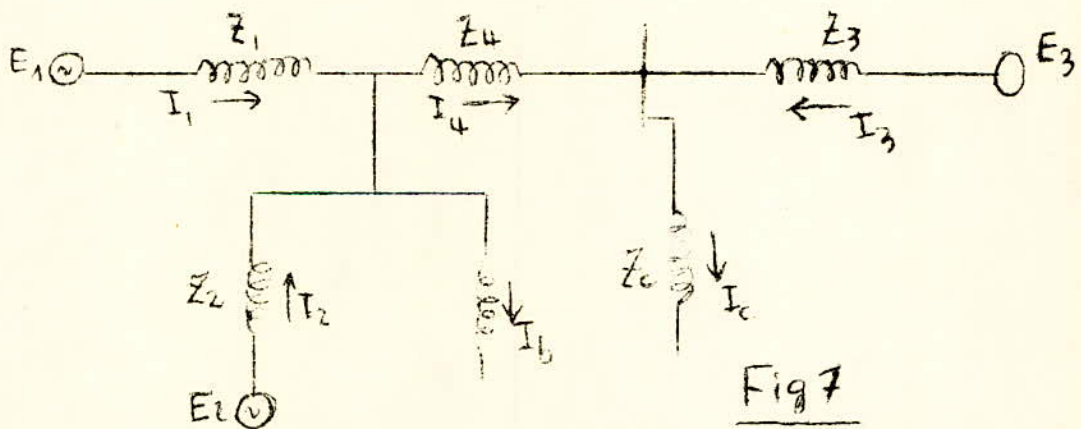 Z1 Z4 Z3
E1 E3
I1 I4 I3
Z2 I2 Ib Zc Ic
E2
Fig 7